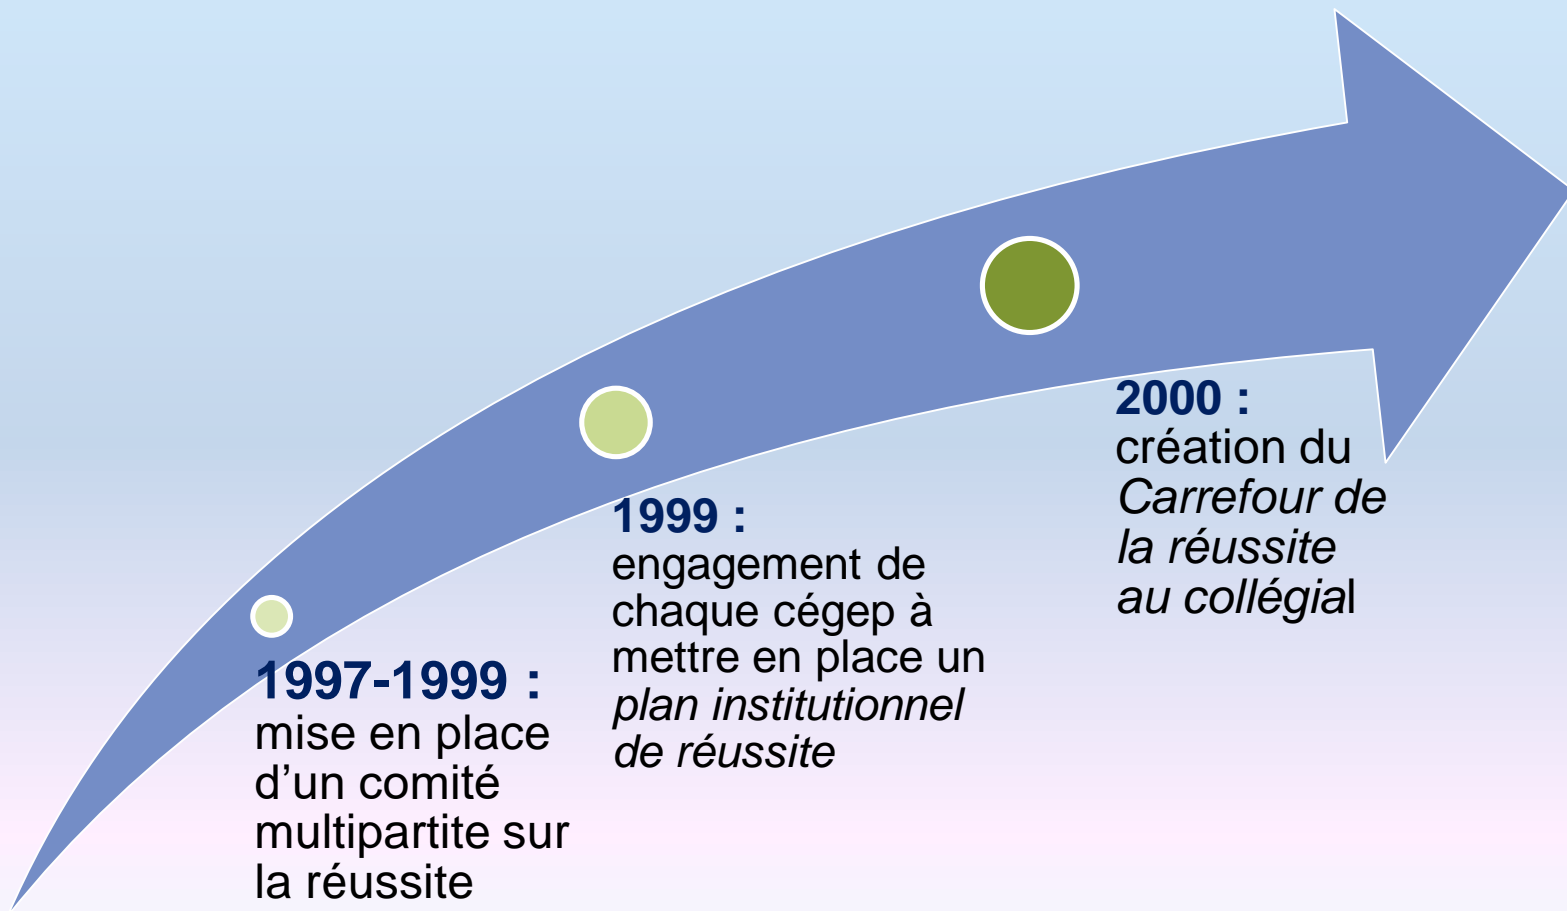 1997-1999 :
mise en place
d’un comité
multipartite sur
la réussite
1999 :
engagement de
chaque cégep à
mettre en place un
plan institutionnel
de réussite
2000 :
création du
Carrefour de
la réussite
au collégial